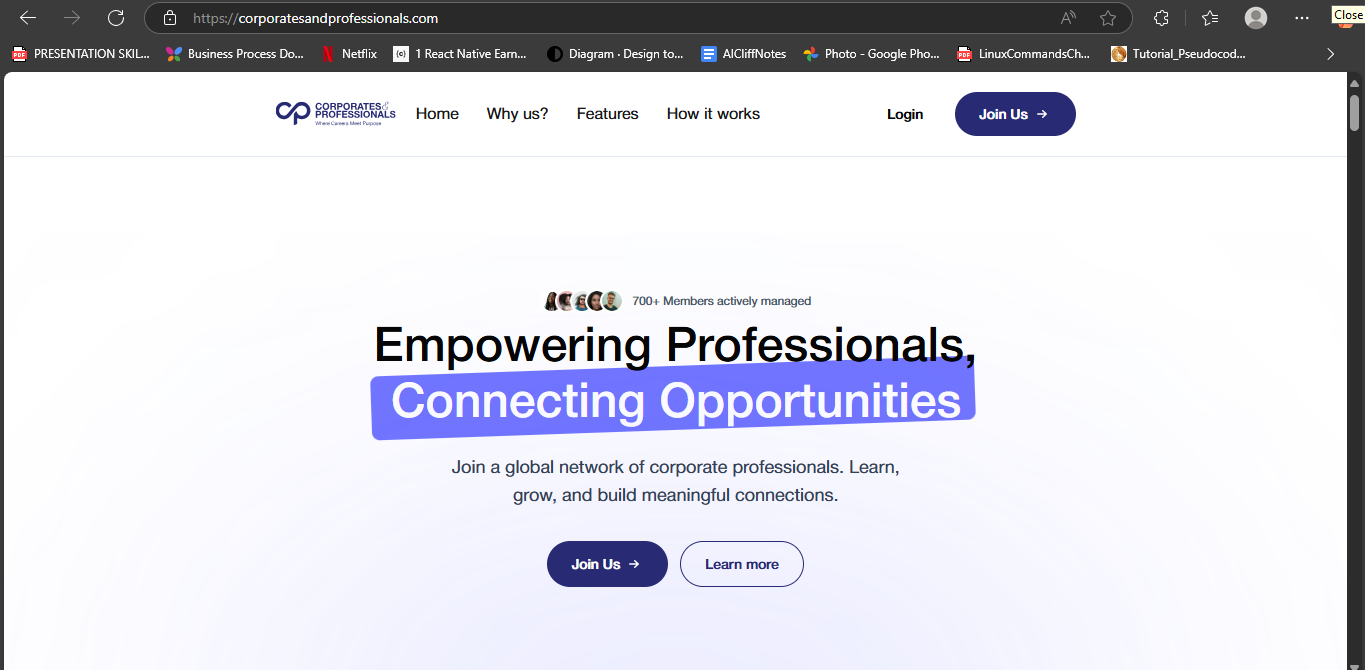 Close
https://corporatesandprofessionals.com
PRESENTATION SKIL...
Business Process Do...
Netflix
1 React Native Earn...
Diagram · Design to...
AICliffNotes
Photo - Google Pho...
LinuxCommandsCh...
Tutorial_Pseudocod...
CORPORATES&
PROFESSIONALS
Where Careers Meet Purpose
Home
Why us?
Features
How it works
Login
Join Us →
700+ Members actively managed
Empowering Professionals,
Connecting Opportunities
Join a global network of corporate professionals. Learn,
grow, and build meaningful connections.
Join Us →
Learn more